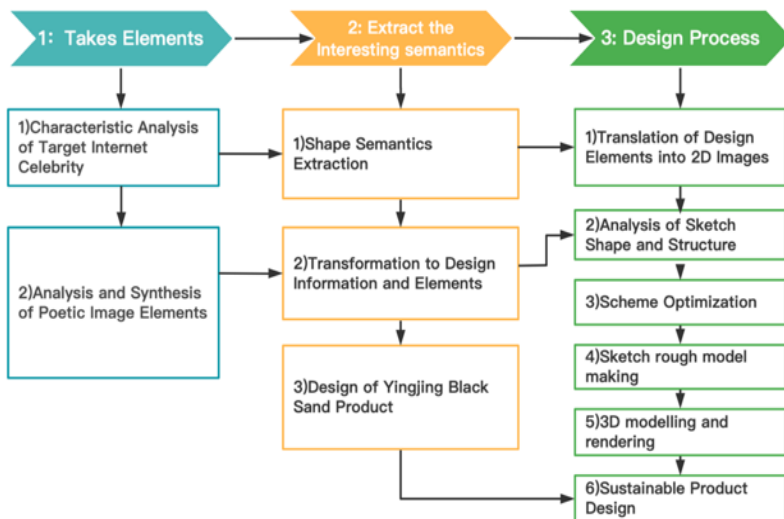 1: Takes Elements
2: Extract the
Interesting semantics
3: Design Process
1)Characteristic Analysis
of Target Internet
Celebrity
2)Analysis and Synthesis
of Poetic Image Elements
1)Shape Semantics
Extraction
2)Transformation to Design
Information and Elements
3)Design of Yingjing Black
Sand Product
1)Translation of Design
Elements into 2D Images
2)Analysis of Sketch
Shape and Structure
3)Scheme Optimization
4)Sketch rough model
making
5)3D modelling and
rendering
6)Sustainable Product
Design